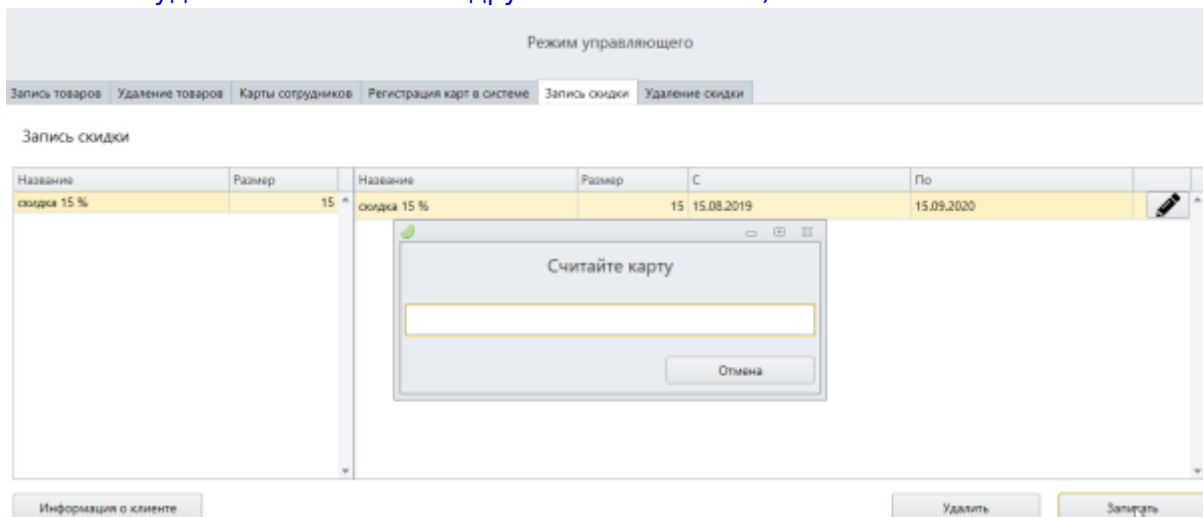 Режим управляющего
Запись товаров Удаление товаров Карты сотрудников Регистрация карт в системе Запись скидки Удаление скидки
Запись скидки
Название Размер Название Размер С По
скидка 15 % 15 скидка 15 % 15 15.08.2019 15.09.2020
Считайте карту
Отмена
Информация о клиенте Удалить Записать